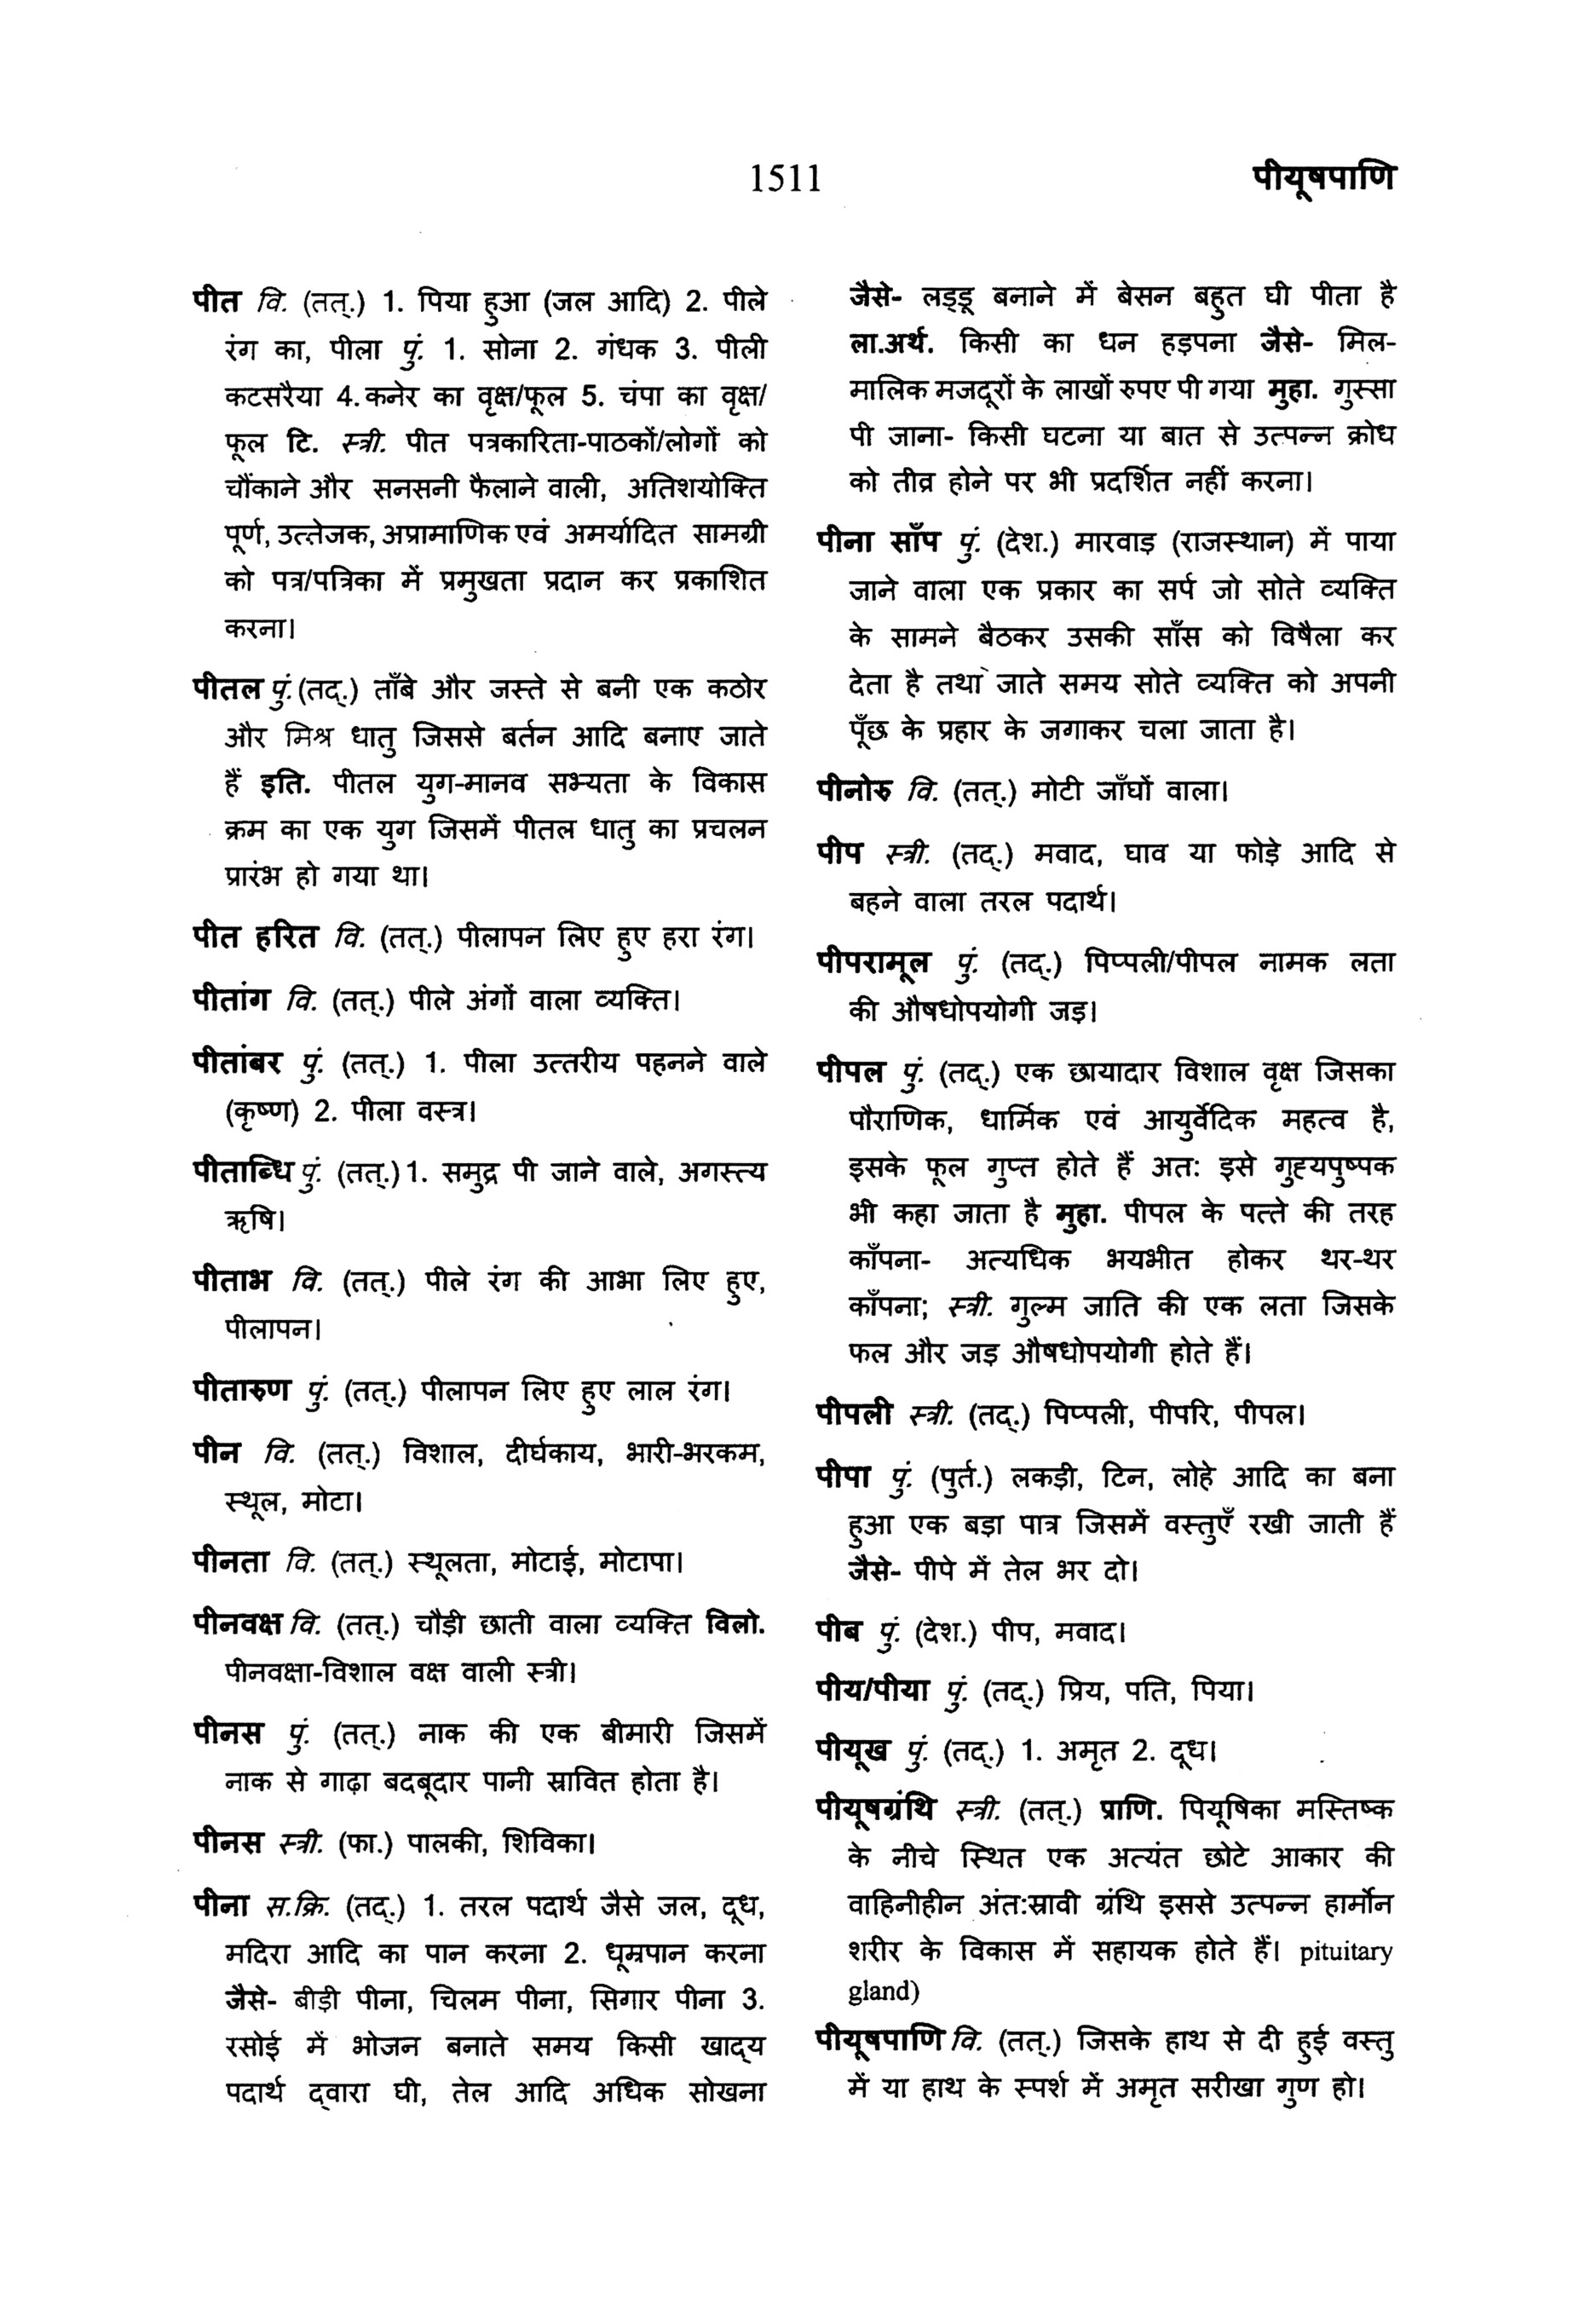 1511
पीयूषपाणि
पीत वि. (तत्.) 1. पिया हुआ (जल आदि) 2. पीले
रंग का, पीला पुं. 1. सोना 2. गंधक 3. पीली
कटसरैया 4. कनेर का वृक्ष/फूल 5. चंपा का वृक्ष/
फूल टि. स्त्री. पीत पत्रकारिता-पाठकों/लोगों को
चौंकाने और सनसनी फैलाने वाली, अतिशयोक्ति
पूर्ण, उत्तेजक, अप्रामाणिक एवं अमर्यादित सामग्री
को पत्र/पत्रिका में प्रमुखता प्रदान कर प्रकाशित
करना।
पीतल पुं. (तद्.) ताँबे और जस्ते से बनी एक कठोर
और मिश्र धातु जिससे बर्तन आदि बनाए जाते
हैं इति. पीतल युग-मानव सभ्यता के विकास
क्रम का एक युग जिसमें पीतल धातु का प्रचलन
प्रारंभ हो गया था।
पीत हरित वि. (तत्.) पीलापन लिए हुए हरा रंग।
पीतांग वि. (तत्.) पीले अंगों वाला व्यक्ति।
पीतांबर पुं. (तत्.) 1. पीला उत्तरीय पहनने वाले
(कृष्ण) 2. पीला वस्त्र।
पीताब्धि पुं. (तत्.) 1. समुद्र पी जाने वाले, अगस्त्य
ऋषि।
पीताभ वि. (तत्.) पीले रंग की आभा लिए हुए,
पीलापन।
पीतारुण पुं. (तत्.) पीलापन लिए हुए लाल रंग।
पीन वि. (तत्.) विशाल, दीर्घकाय, भारी-भरकम,
स्थूल, मोटा।
पीनता वि. (तत्.) स्थूलता, मोटाई, मोटापा।
पीनवक्ष वि. (तत्.) चौड़ी छाती वाला व्यक्ति विलो.
पीनवक्षा-विशाल वक्ष वाली स्त्री।
पीनस पुं. (तत्.) नाक की एक बीमारी जिसमें
नाक से गाढ़ा बदबूदार पानी स्रावित होता है।
पीनस स्त्री. (फा.) पालकी, शिविका।
पीना स.क्रि. (तद्.) 1. तरल पदार्थ जैसे जल, दूध,
मदिरा आदि का पान करना 2. धूम्रपान करना
जैसे- बीड़ी पीना, चिलम पीना, सिगार पीना 3.
रसोई में भोजन बनाते समय किसी खाद्‌य
पदार्थ द्‌वारा घी, तेल आदि अधिक सोखना
जैसे- लड्‌डू बनाने में बेसन बहुत घी पीता है
ला.अर्थ. किसी का धन हड़पना जैसे- मिल-
मालिक मजदूरों के लाखों रुपए पी गया मुहा. गुस्सा
पी जाना- किसी घटना या बात से उत्पन्न क्रोध
को तीव्र होने पर भी प्रदर्शित नहीं करना।
पीना साँप पुं. (देश.) मारवाड़ (राजस्थान) में पाया
जाने वाला एक प्रकार का सर्प जो सोते व्यक्ति
के सामने बैठकर उसकी साँस को विषैला कर
देता है तथा जाते समय सोते व्यक्ति को अपनी
पूँछ के प्रहार के जगाकर चला जाता है।
पीनोरु वि. (तत्.) मोटी जाँघों वाला।
पीप स्त्री. (तद्.) मवाद, घाव या फोड़े आदि से
बहने वाला तरल पदार्थ।
पीपरामूल पुं. (तद्.) पिप्पली/पीपल नामक लता
की औषधोपयोगी जड़।
पीपल पुं. (तद्.) एक छायादार विशाल वृक्ष जिसका
पौराणिक, धार्मिक एवं आयुर्वेदिक महत्व है,
इसके फूल गुप्त होते हैं अत: इसे गुह्‌यपुष्पक
भी कहा जाता है मुहा. पीपल के पत्ते की तरह
काँपना- अत्यधिक भयभीत होकर थर-थर
काँपना; स्त्री. गुल्म जाति की एक लता जिसके
फल और जड़ औषधोपयोगी होते हैं।
पीपली स्त्री. (तद्.) पिप्पली, पीपरि, पीपल।
पीपा पुं. (पुर्त.) लकड़ी, टिन, लोहे आदि का बना
हुआ एक बड़ा पात्र जिसमें वस्तुएँ रखी जाती हैं
जैसे- पीपे में तेल भर दो।
पीब पुं. (देश.) पीप, मवाद।
पीय/पीया पुं. (तद्.) प्रिय, पति, पिया।
पीयूख पुं. (तद्.) 1. अमृत 2. दूध।
पीयूषग्रंथि स्त्री. (तत्.) प्राणि. पियूषिका मस्तिष्क
के नीचे स्थित एक अत्यंत छोटे आकार की
वाहिनीहीन अंत:स्रावी ग्रंथि इससे उत्पन्न हार्मोन
शरीर के विकास में सहायक होते हैं। pituitary
gland)
पीयूषपाणि वि. (तत्.) जिसके हाथ से दी हुई वस्तु
में या हाथ के स्पर्श में अमृत सरीखा गुण हो।